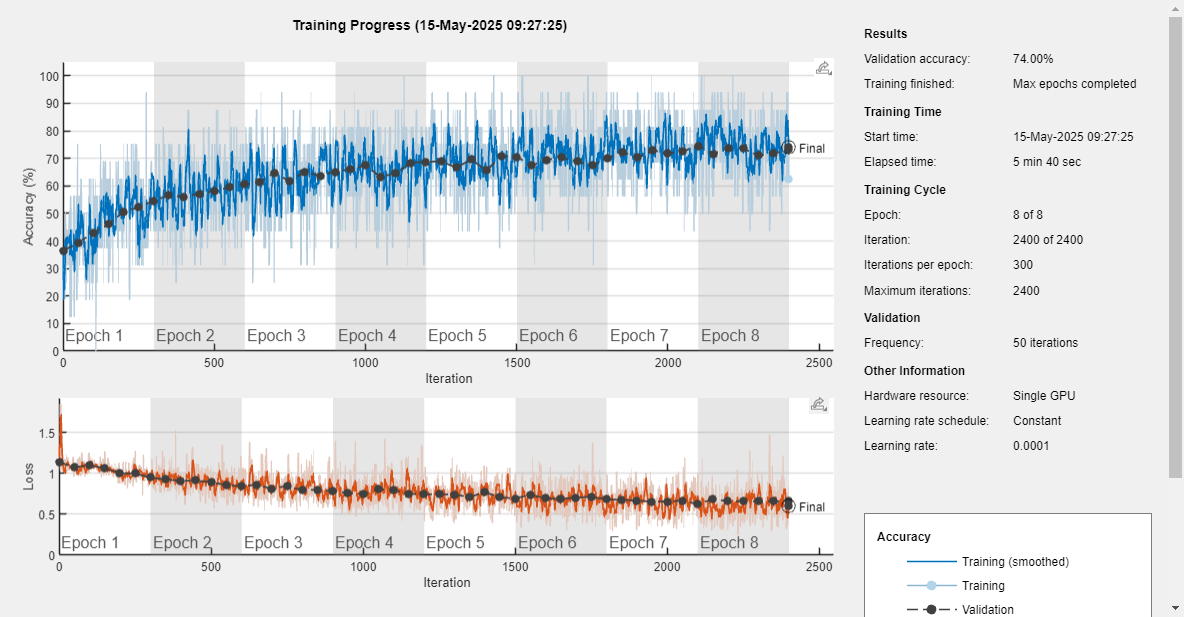 Training Progress (15-May-2025 09:27:25)
Accuracy (%)
100
90
80
70
60
50
40
30
20
10
0
Final
Epoch 1
Epoch 2
Epoch 3
Epoch 4
Epoch 5
Epoch 6
Epoch 7
Epoch 8
0
500
1000
1500
2000
2500
Iteration
Loss
1.5
1
0.5
0
Final
Epoch 1
Epoch 2
Epoch 3
Epoch 4
Epoch 5
Epoch 6
Epoch 7
Epoch 8
0
500
1000
1500
2000
2500
Iteration
Results
Validation accuracy: 74.00%
Training finished: Max epochs completed
Training Time
Start time: 15-May-2025 09:27:25
Elapsed time: 5 min 40 sec
Training Cycle
Epoch: 8 of 8
Iteration: 2400 of 2400
Iterations per epoch: 300
Maximum iterations: 2400
Validation
Frequency: 50 iterations
Other Information
Hardware resource: Single GPU
Learning rate schedule: Constant
Learning rate: 0.0001
Accuracy
Training (smoothed)
Training
Validation